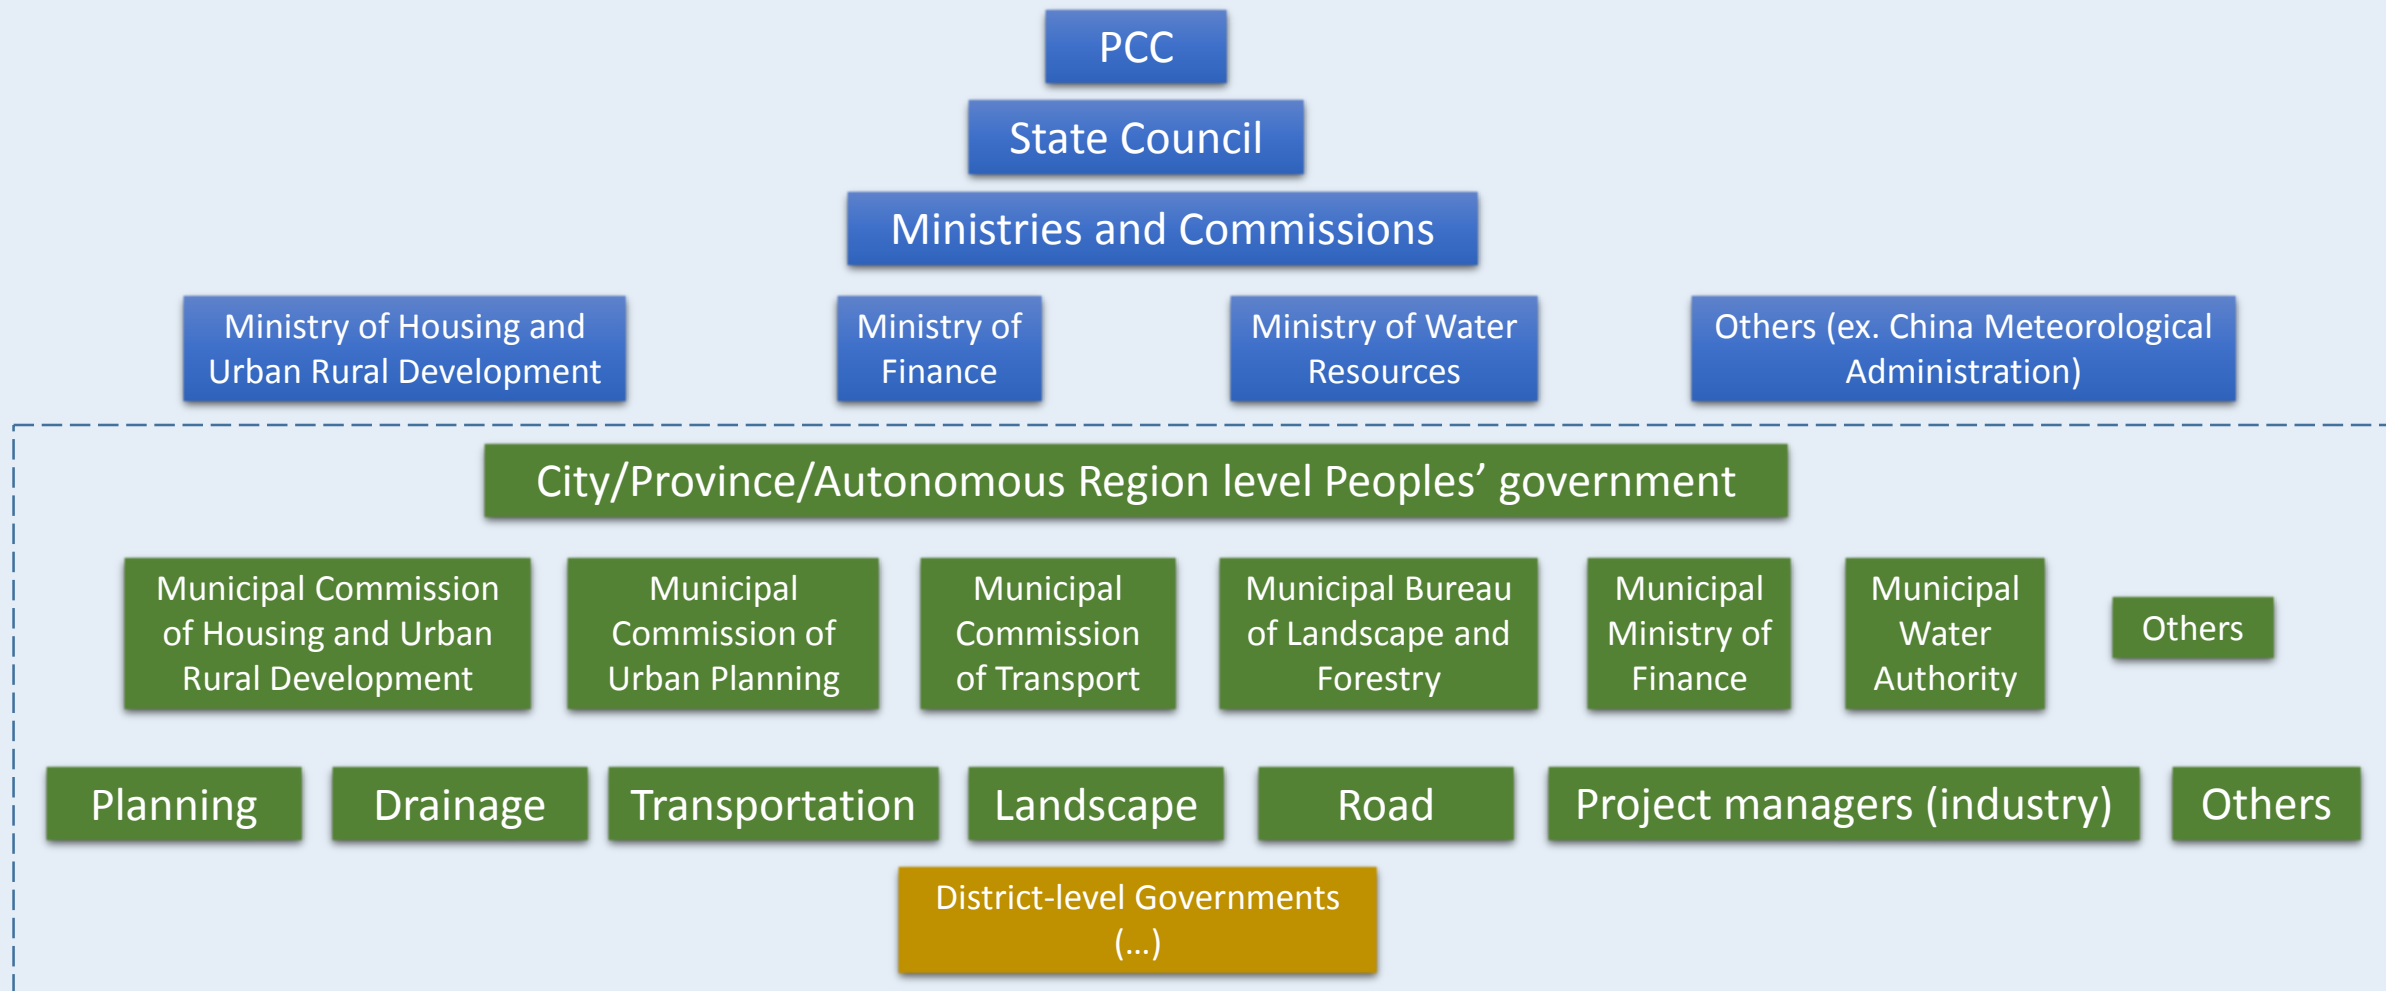 PCC
State Council
Ministries and Commissions
Ministry of Housing and
Urban Rural Development
Ministry of
Finance
Ministry of Water
Resources
Others (ex. China Meteorological
Administration)
City/Province/Autonomous Region level Peoples’ government
Municipal Commission
of Housing and Urban
Rural Development
Municipal
Commission of
Urban Planning
Municipal
Commission
of Transport
Municipal Bureau
of Landscape and
Forestry
Municipal
Ministry of
Finance
Municipal
Water
Authority
Others
Planning
Drainage
Transportation
Landscape
Road
Project managers (industry)
Others
District-level Governments
(…)